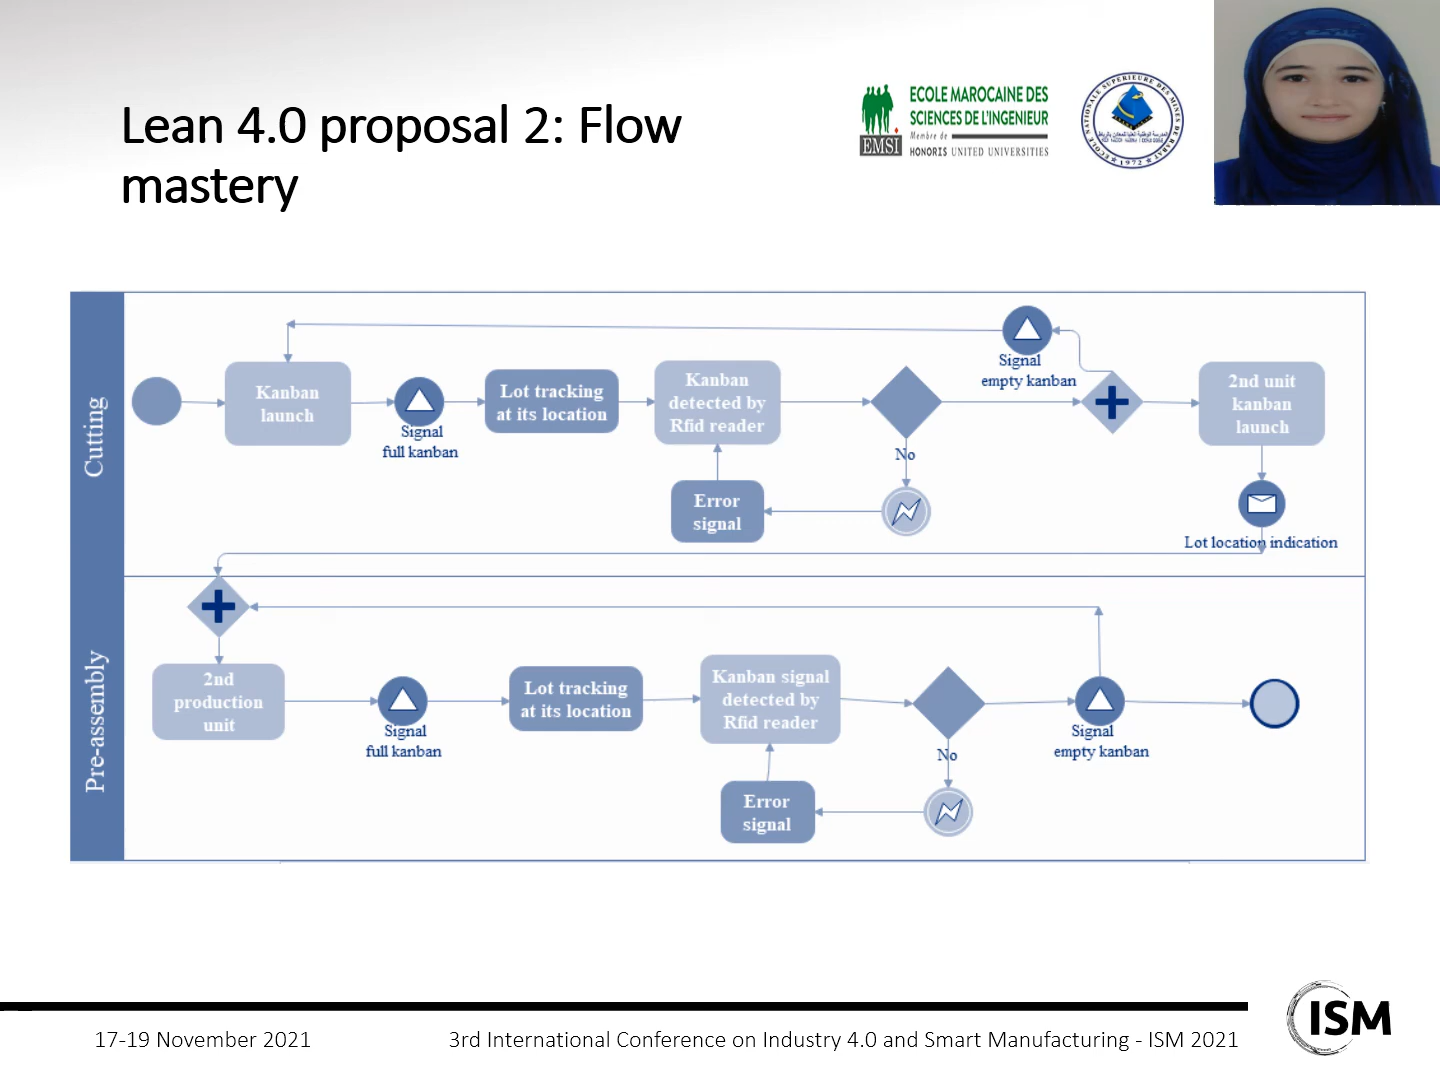 Lean 4.0 proposal 2: Flow
mastery
ECOLE MAROCAINE DES
SCIENCES DE L'INGENIEUR
EMSI
Membre de
HONORIS UNITED UNIVERSITIES
1972
Cutting
Kanban
launch
Signal
full kanban
Lot tracking
at its location
Kanban
detected by
Rfid reader
No
Error
signal
Signal
empty kanban
2nd unit
kanban
launch
Lot location indication
Pre-assembly
2nd
production
unit
Signal
full kanban
Lot tracking
at its location
Kanban signal
detected by
Rfid reader
No
Error
signal
Signal
empty kanban
17-19 November 2021
3rd International Conference on Industry 4.0 and Smart Manufacturing - ISM 2021
ISM